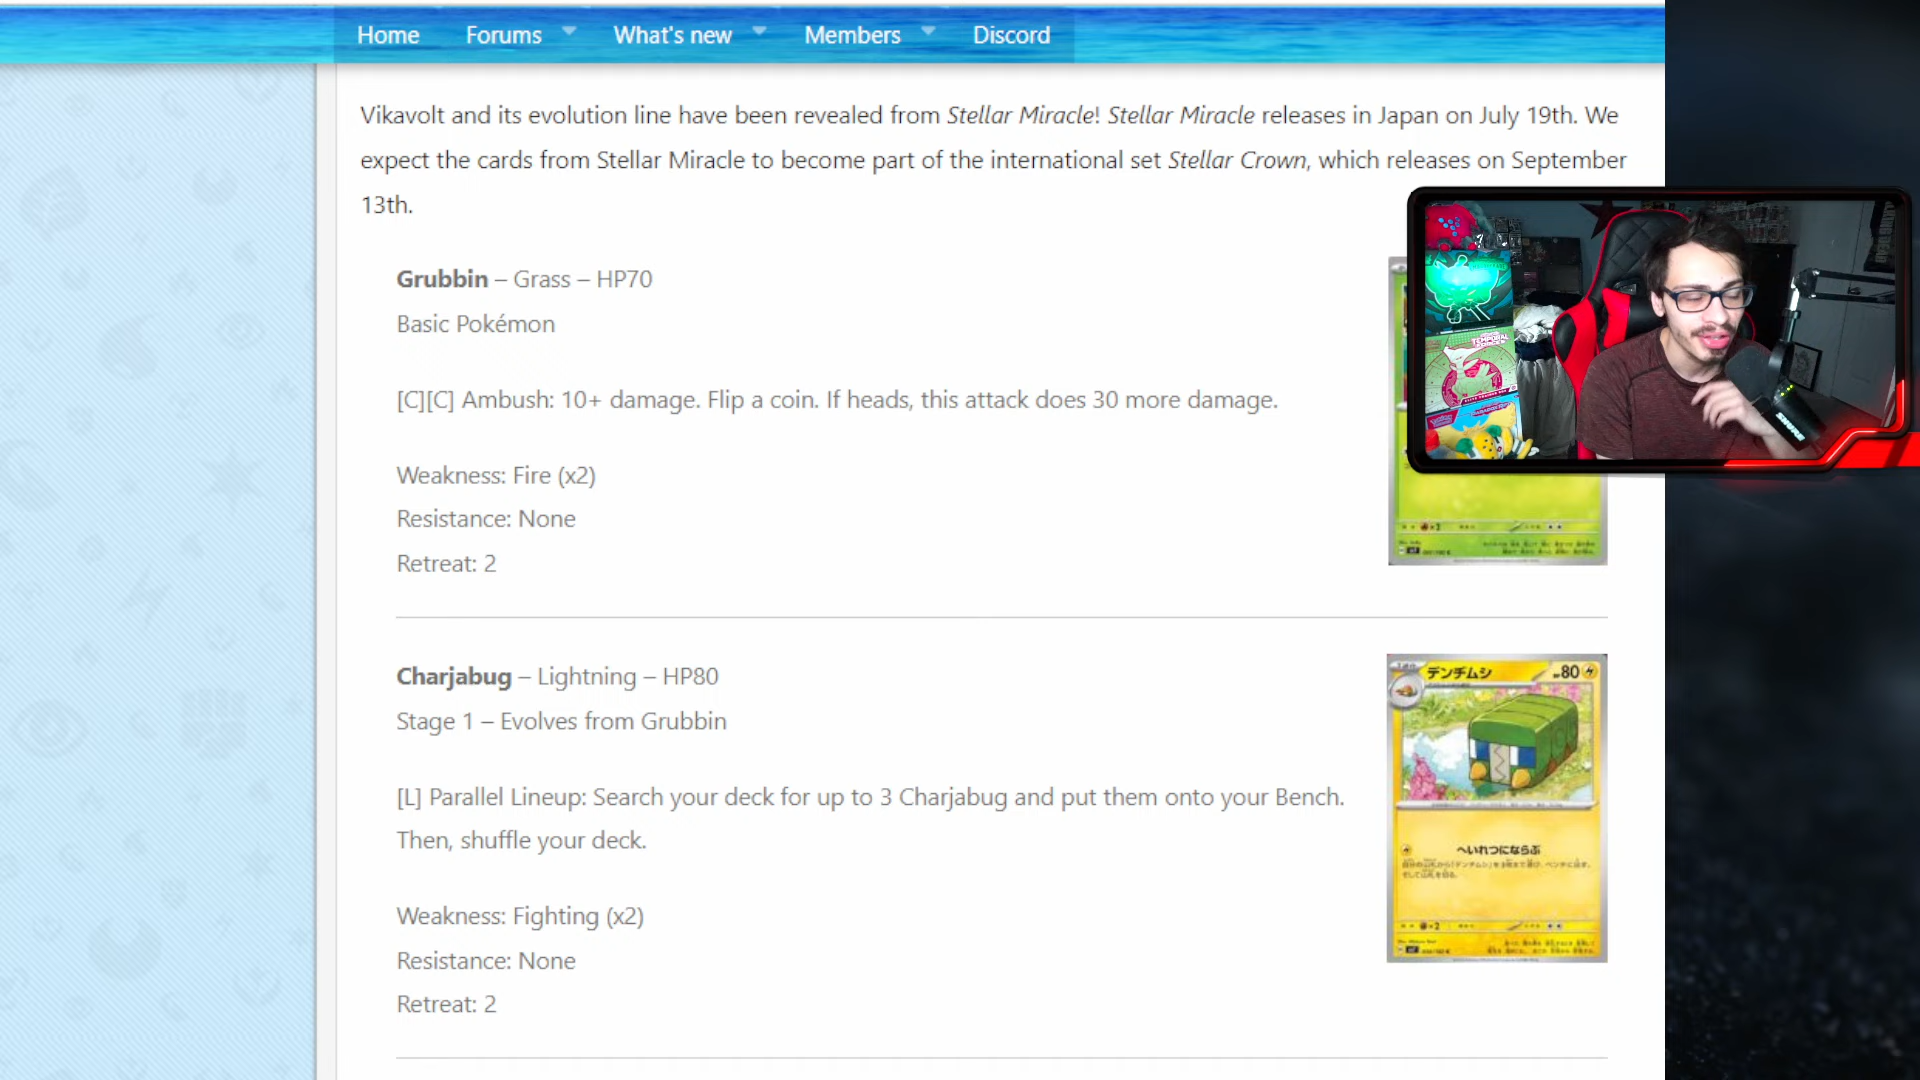 Home Forums What's new Members Discord
Vikavolt and its evolution line have been revealed from Stellar Miracle! Stellar Miracle releases in Japan on July 19th. We
expect the cards from Stellar Miracle to become part of the international set Stellar Crown, which releases on September
13th.
Grubbin – Grass – HP70
Basic Pokémon
[C][C] Ambush: 10+ damage. Flip a coin. If heads, this attack does 30 more damage.
Weakness: Fire (x2)
Resistance: None
Retreat: 2
Charjabug – Lightning – HP80
Stage 1 – Evolves from Grubbin
[L] Parallel Lineup: Search your deck for up to 3 Charjabug and put them onto your Bench.
Then, shuffle your deck.
Weakness: Fighting (x2)
Resistance: None
Retreat: 2
デンヂムシ 80
へいれつにならぶ
TEMPORAL
SHURE